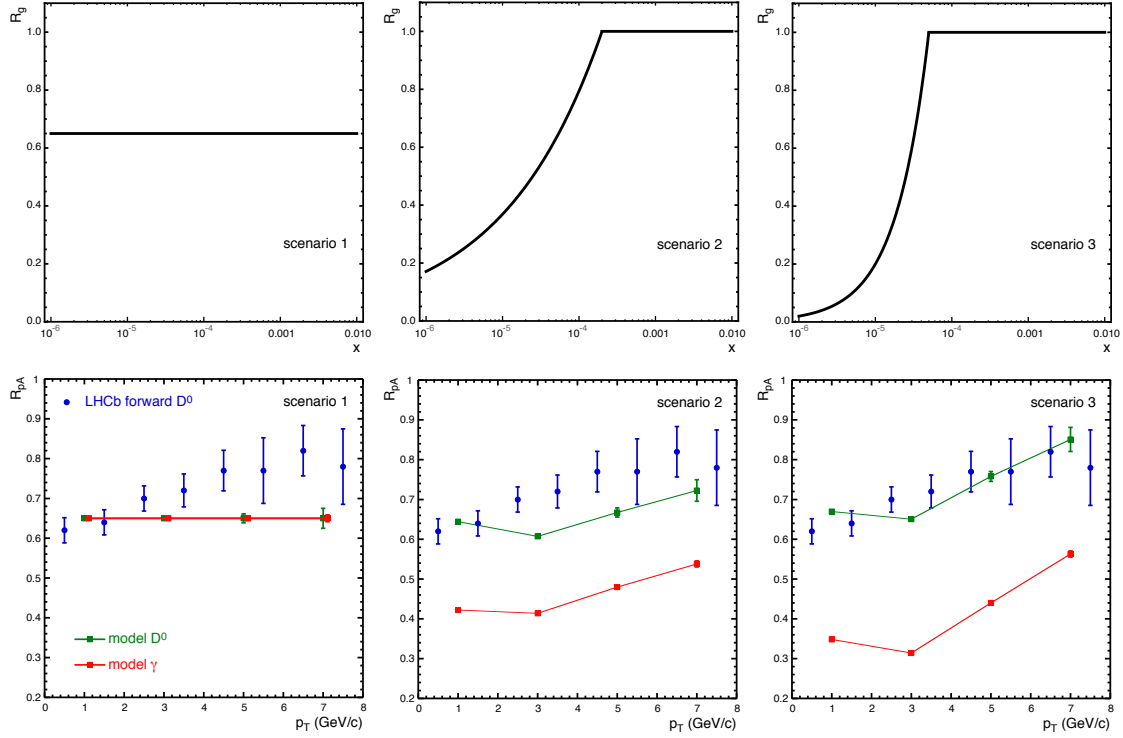 R_g
1.0
0.8
0.6
0.4
0.2
0.0
scenario 1
10⁻⁶ 10⁻⁵ 10⁻⁴ 0.001 0.010
x
R_g
1.0
0.8
0.6
0.4
0.2
0.0
scenario 2
10⁻⁶ 10⁻⁵ 10⁻⁴ 0.001 0.010
x
R_g
1.0
0.8
0.6
0.4
0.2
0.0
scenario 3
10⁻⁶ 10⁻⁵ 10⁻⁴ 0.001 0.010
x
R_pA
1
0.9
0.8
0.7
0.6
0.5
0.4
0.3
0.2
LHCb forward D⁰
scenario 1
model D⁰
model γ
0 1 2 3 4 5 6 7 8
p_T (GeV/c)
R_pA
1
0.9
0.8
0.7
0.6
0.5
0.4
0.3
0.2
scenario 2
0 1 2 3 4 5 6 7 8
p_T (GeV/c)
R_pA
1
0.9
0.8
0.7
0.6
0.5
0.4
0.3
0.2
scenario 3
0 1 2 3 4 5 6 7 8
p_T (GeV/c)